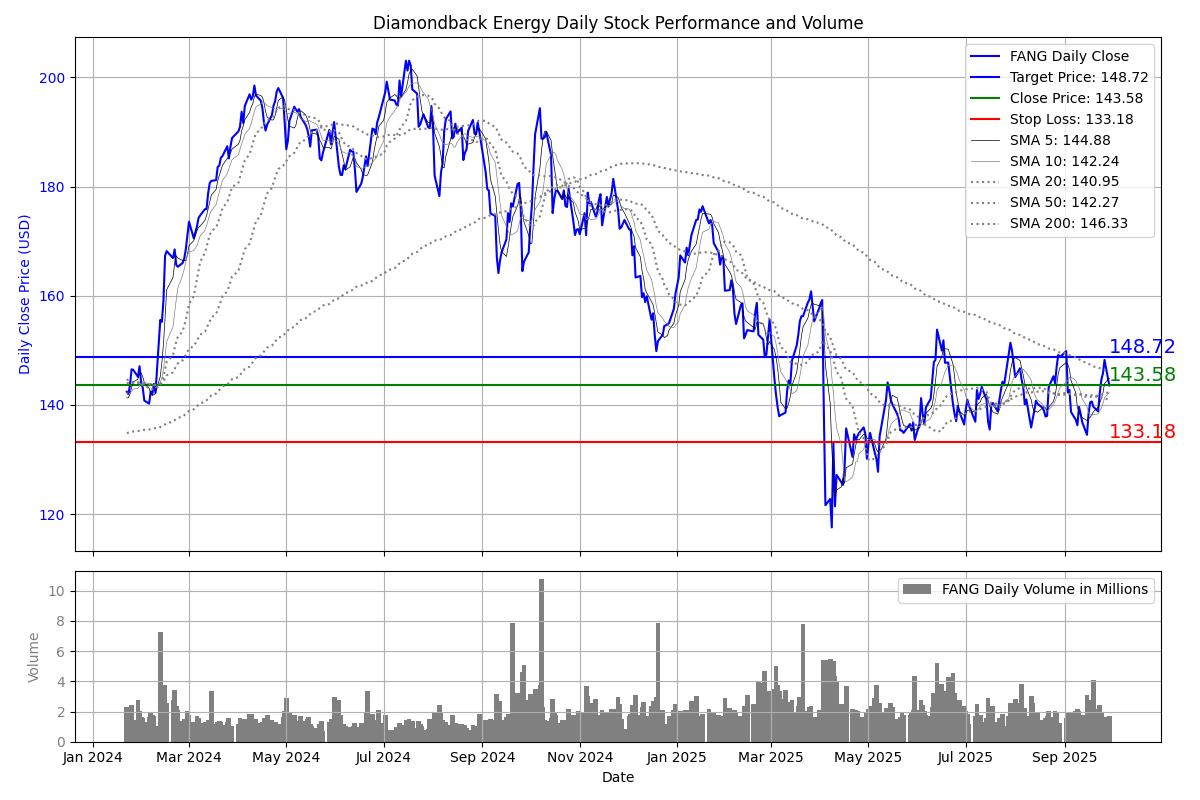 Diamondback Energy Daily Stock Performance and Volume
Daily Close Price (USD)
200
180
160
140
120
FANG Daily Close
Target Price: 148.72
Close Price: 143.58
Stop Loss: 133.18
SMA 5: 144.88
SMA 10: 142.24
SMA 20: 140.95
SMA 50: 142.27
SMA 200: 146.33
148.72
143.58
133.18
Volume
10
8
6
4
2
0
FANG Daily Volume in Millions
Jan 2024 Mar 2024 May 2024 Jul 2024 Sep 2024 Nov 2024 Jan 2025 Mar 2025 May 2025 Jul 2025 Sep 2025
Date